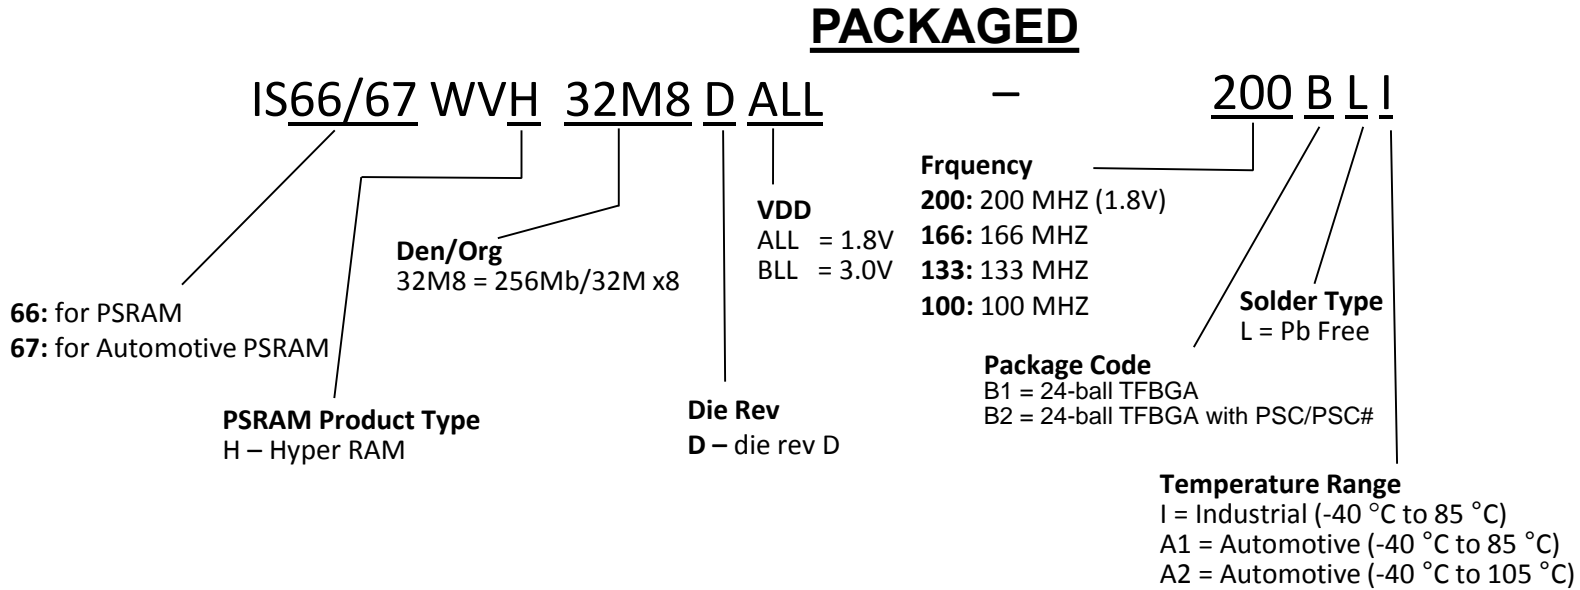 PACKAGED
IS66/67 WVH 32M8 D ALL – 200 B L I
Frquency
200: 200 MHZ (1.8V)
166: 166 MHZ
133: 133 MHZ
100: 100 MHZ
VDD
ALL = 1.8V
BLL = 3.0V
Den/Org
32M8 = 256Mb/32M x8
66: for PSRAM
67: for Automotive PSRAM
Solder Type
L = Pb Free
Package Code
B1 = 24-ball TFBGA
B2 = 24-ball TFBGA with PSC/PSC#
PSRAM Product Type
H – Hyper RAM
Die Rev
D – die rev D
Temperature Range
I = Industrial (-40 °C to 85 °C)
A1 = Automotive (-40 °C to 85 °C)
A2 = Automotive (-40 °C to 105 °C)